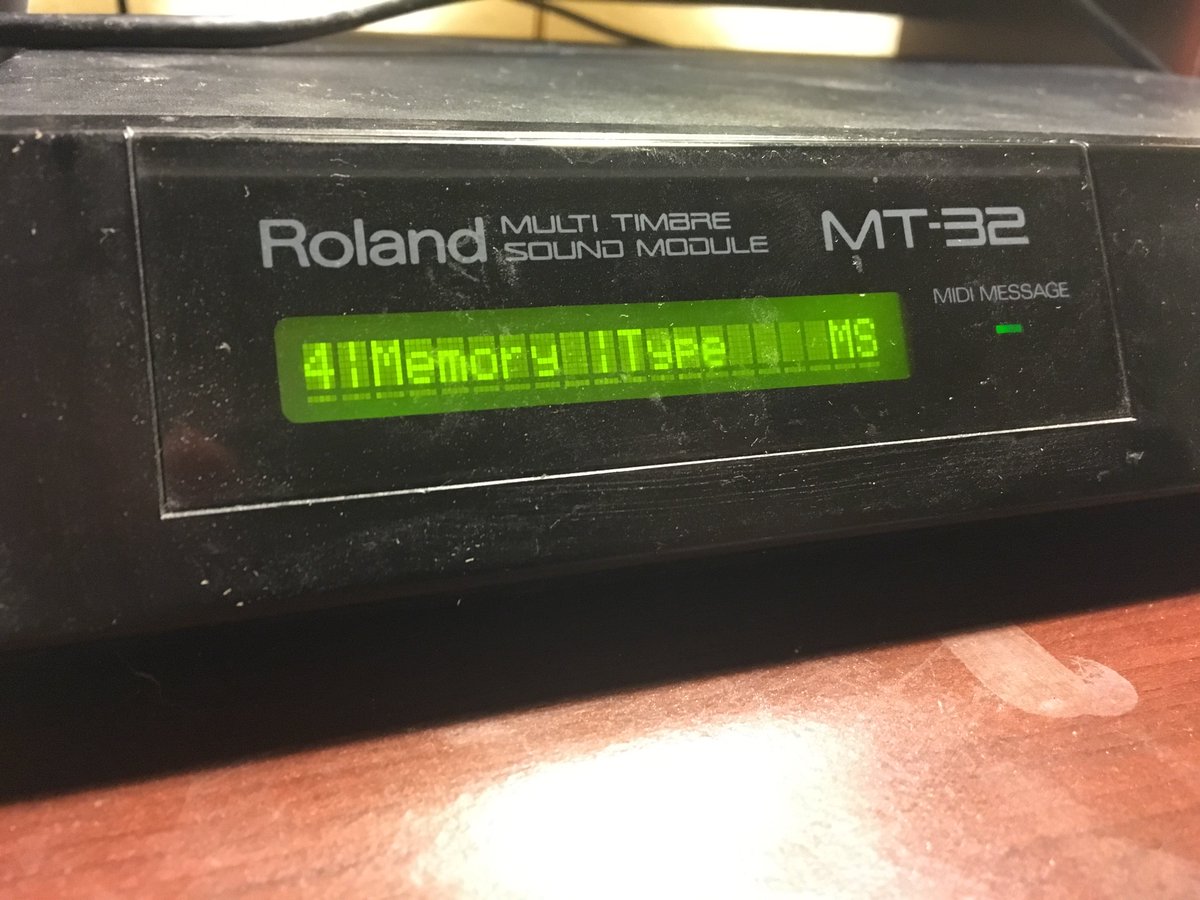 Roland MULTI TIMBRE SOUND MODULE MT-32
MIDI MESSAGE
4|Memory |Type MS